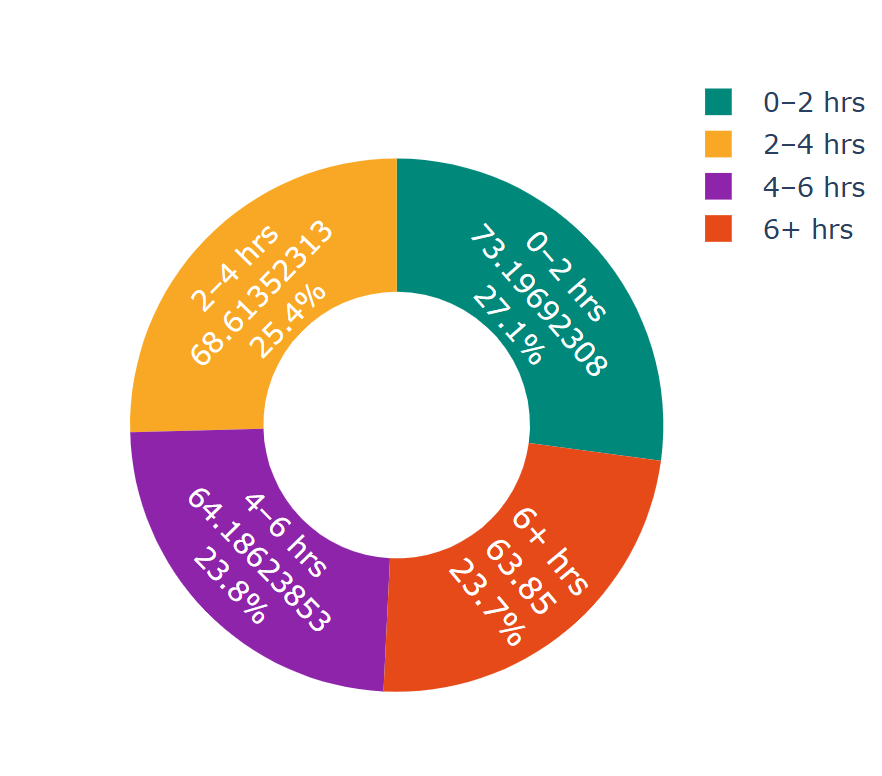 0–2 hrs
2–4 hrs
4–6 hrs
6+ hrs
0–2 hrs
73.19692308
27.1%
2–4 hrs
68.61352313
25.4%
4–6 hrs
64.18623853
23.8%
6+ hrs
63.85
23.7%